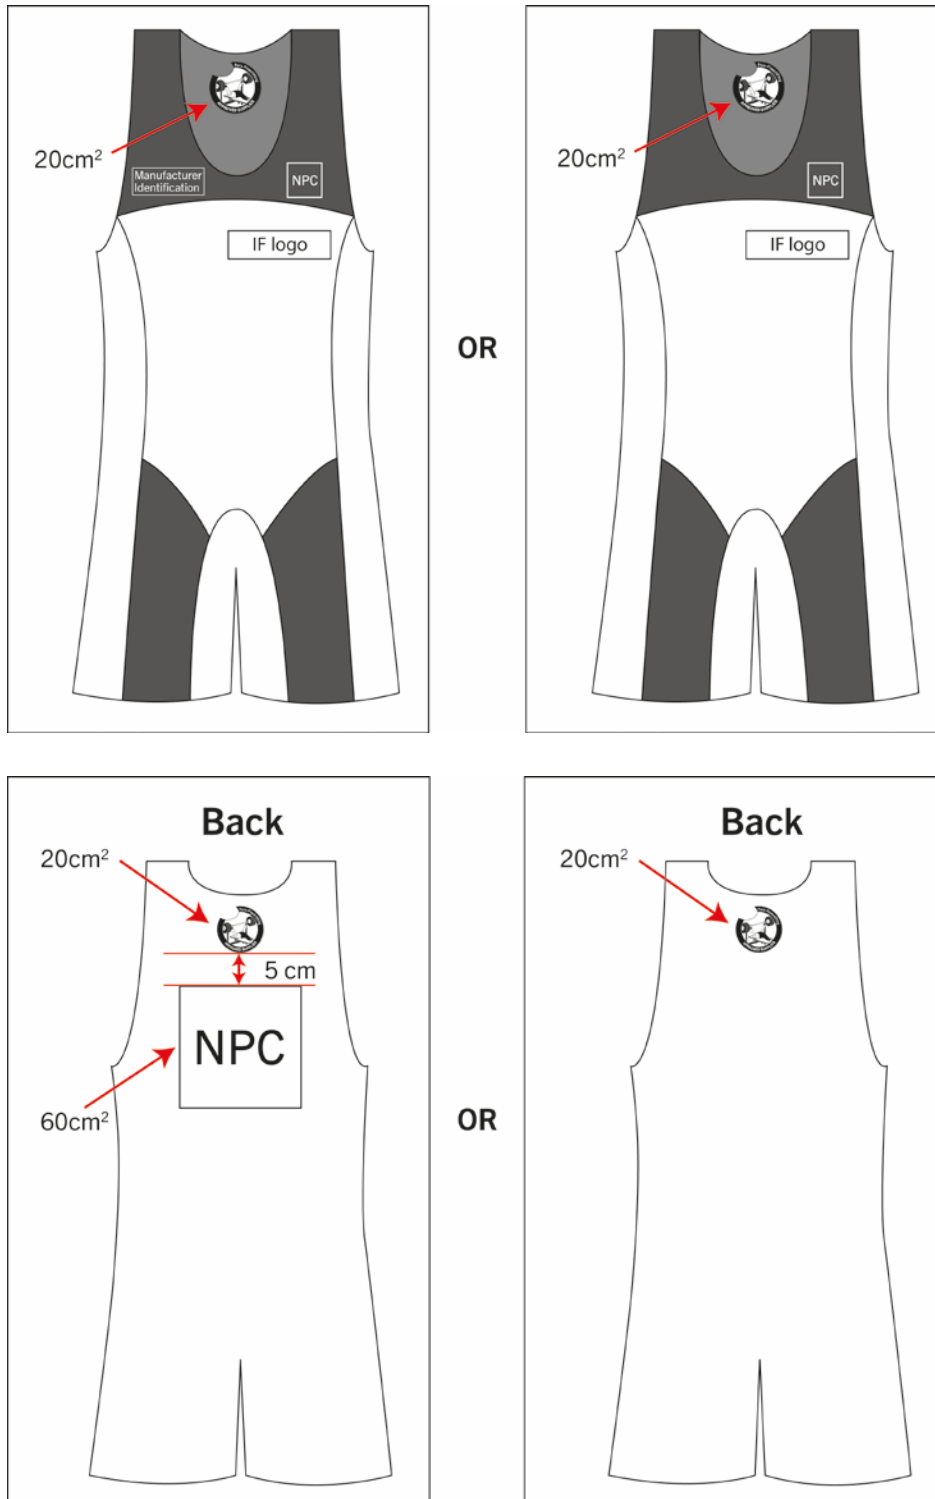 20cm²
Manufacturer
Identification
NPC
IF logo
OR
20cm²
NPC
IF logo
Back
20cm²
5 cm
NPC
60cm²
OR
Back
20cm²